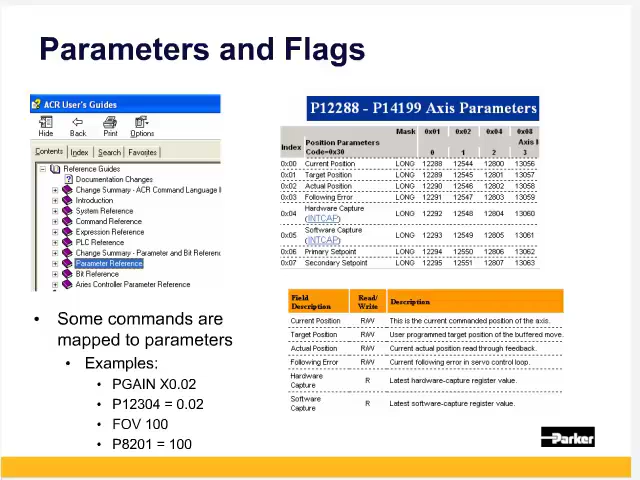 Parameters and Flags
ACR User's Guides
Hide Back Print Options
Contents Index Search Favorites
Reference Guides
Documentation Changes
Change Summary - ACR Command Language
Introduction
System Reference
Command Reference
Expression Reference
PLC Reference
Change Summary - Parameter and Bit Referenc
Parameter Reference
Bit Reference
Aries Controller Parameter Reference
• Some commands are
mapped to parameters
• Examples:
• PGAIN X0.02
• P12304 = 0.02
• FOV 100
• P8201 = 100
P12288 - P14199 Axis Parameters
Mask 0x01 0x02 0x04 0x08
Index Position Parameters Axis
Code=0x30 0 1 2 3
0x00 Current Position LONG 12288 12544 12800 13056
0x01 Target Position LONG 12289 12545 12801 13057
0x02 Actual Position LONG 12290 12546 12802 13058
0x03 Following Error LONG 12291 12547 12803 13059
0x04 Hardware Capture (INTCAP) LONG 12292 12548 12804 13060
0x05 Software Capture (INTCAP) LONG 12293 12549 12805 13061
0x06 Primary Setpoint LONG 12294 12550 12806 13062
0x07 Secondary Setpoint LONG 12295 12551 12807 13063
Field Description Read/Write Description
Current Position R/W This is the current commanded position of the axis.
Target Position R/W User programmed target position of the buffered move.
Actual Position R/W Current actual position read through feedback.
Following Error R/W Current following error in servo control loop.
Hardware Capture R Latest hardware-capture register value.
Software Capture R Latest software-capture register value.
Parker